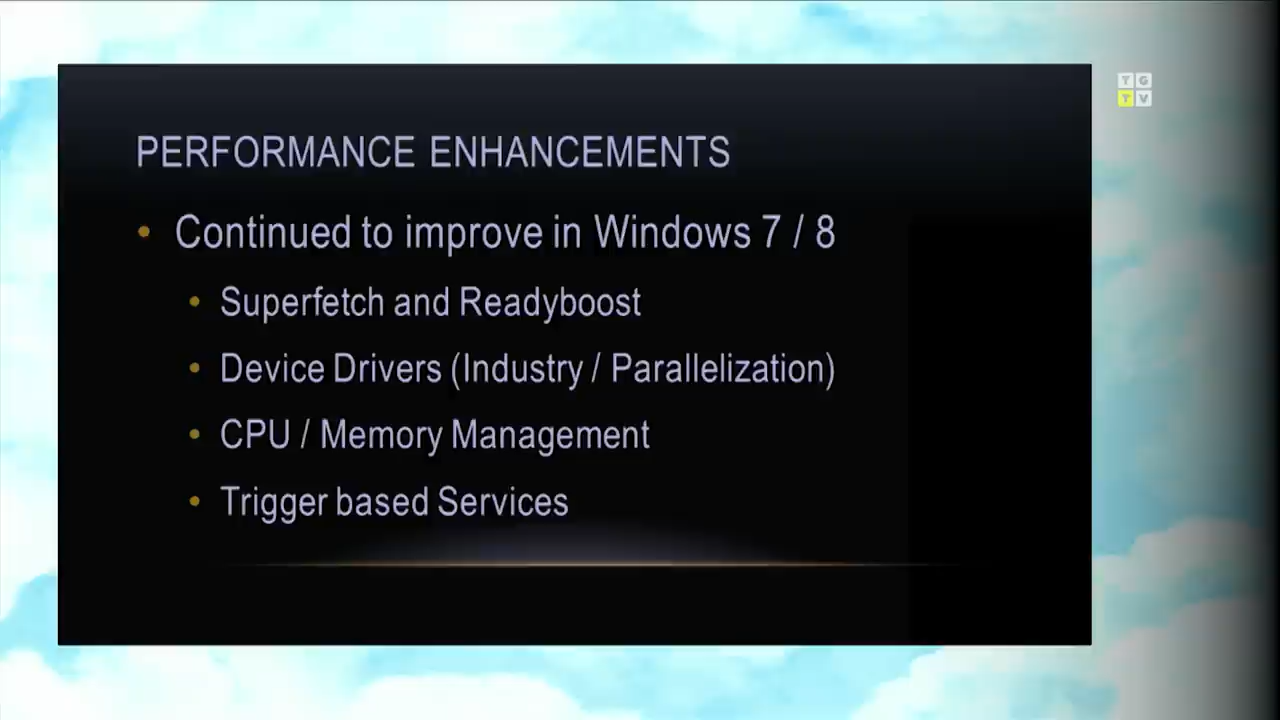 TG
TV
PERFORMANCE ENHANCEMENTS
• Continued to improve in Windows 7 / 8
• Superfetch and Readyboost
• Device Drivers (Industry / Parallelization)
• CPU / Memory Management
• Trigger based Services